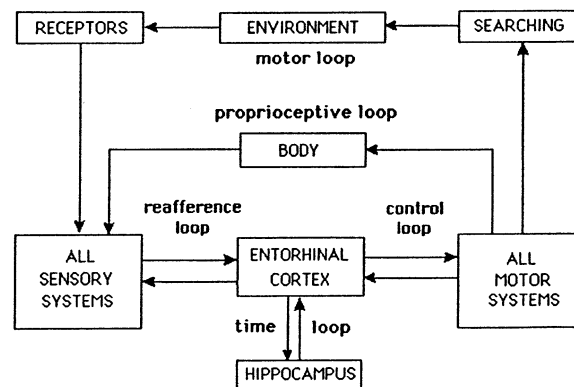 RECEPTORS
ENVIRONMENT
SEARCHING
motor loop
proprioceptive loop
BODY
reafference
loop
control
loop
ALL
SENSORY
SYSTEMS
ENTORHINAL
CORTEX
ALL
MOTOR
SYSTEMS
time loop
HIPPOCAMPUS